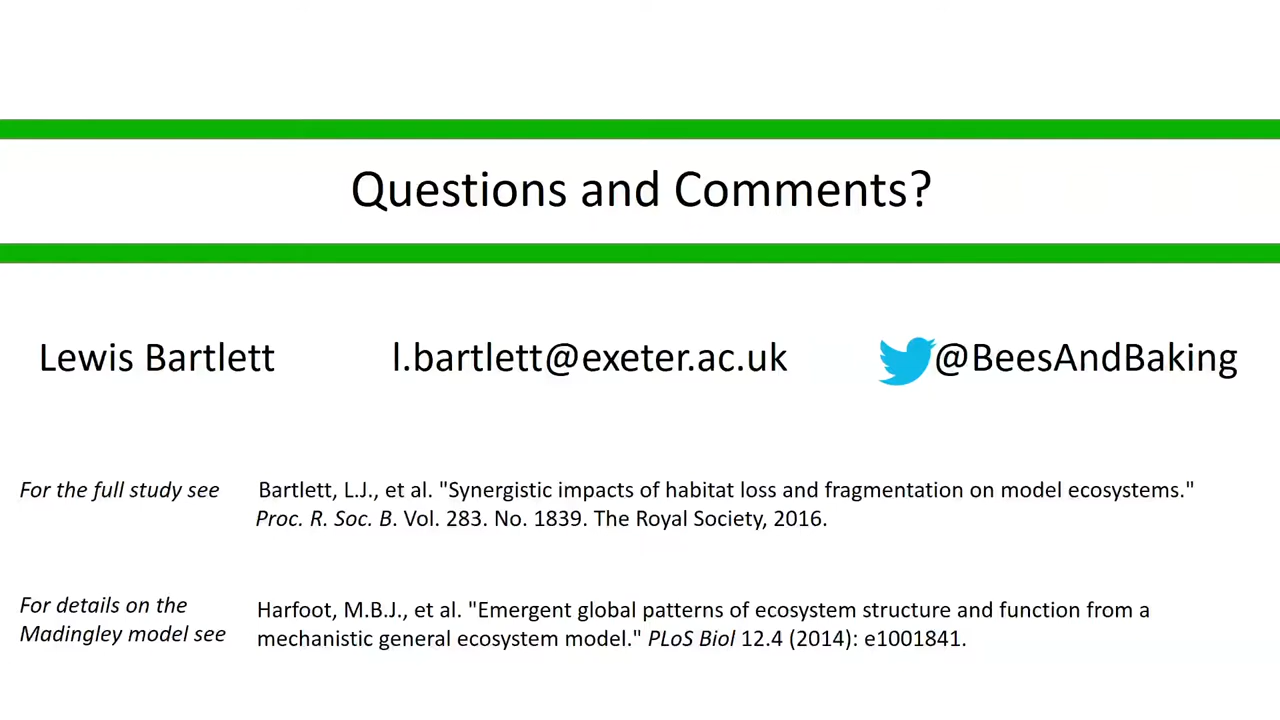 Questions and Comments?
Lewis Bartlett
l.bartlett@exeter.ac.uk
@BeesAndBaking
For the full study see
Bartlett, L.J., et al. "Synergistic impacts of habitat loss and fragmentation on model ecosystems."
Proc. R. Soc. B. Vol. 283. No. 1839. The Royal Society, 2016.
For details on the
Madingley model see
Harfoot, M.B.J., et al. "Emergent global patterns of ecosystem structure and function from a
mechanistic general ecosystem model." PLoS Biol 12.4 (2014): e1001841.